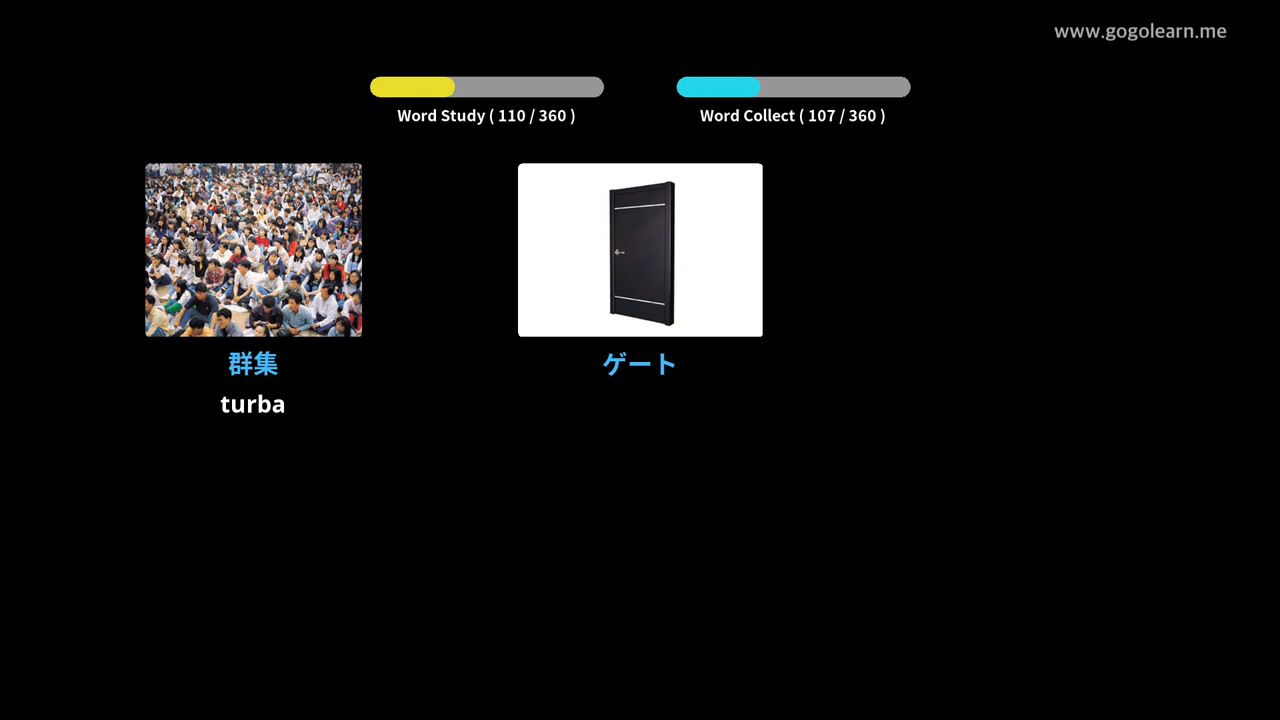 www.gogolearn.me
Word Study ( 110 / 360 )
Word Collect ( 107 / 360 )
群集
turba
ゲート